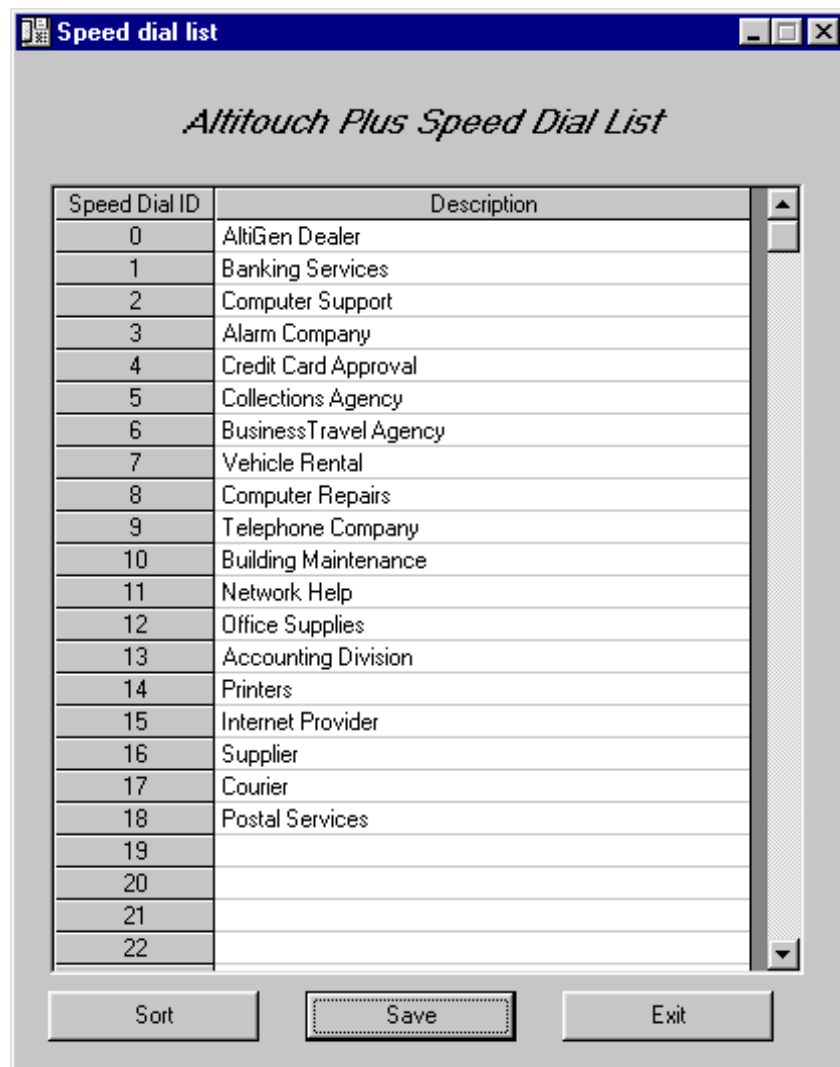 Speed dial list
Altitouch Plus Speed Dial List
Speed Dial ID Description
0 AltiGen Dealer
1 Banking Services
2 Computer Support
3 Alarm Company
4 Credit Card Approval
5 Collections Agency
6 BusinessTravel Agency
7 Vehicle Rental
8 Computer Repairs
9 Telephone Company
10 Building Maintenance
11 Network Help
12 Office Supplies
13 Accounting Division
14 Printers
15 Internet Provider
16 Supplier
17 Courier
18 Postal Services
19
20
21
22
Sort Save Exit